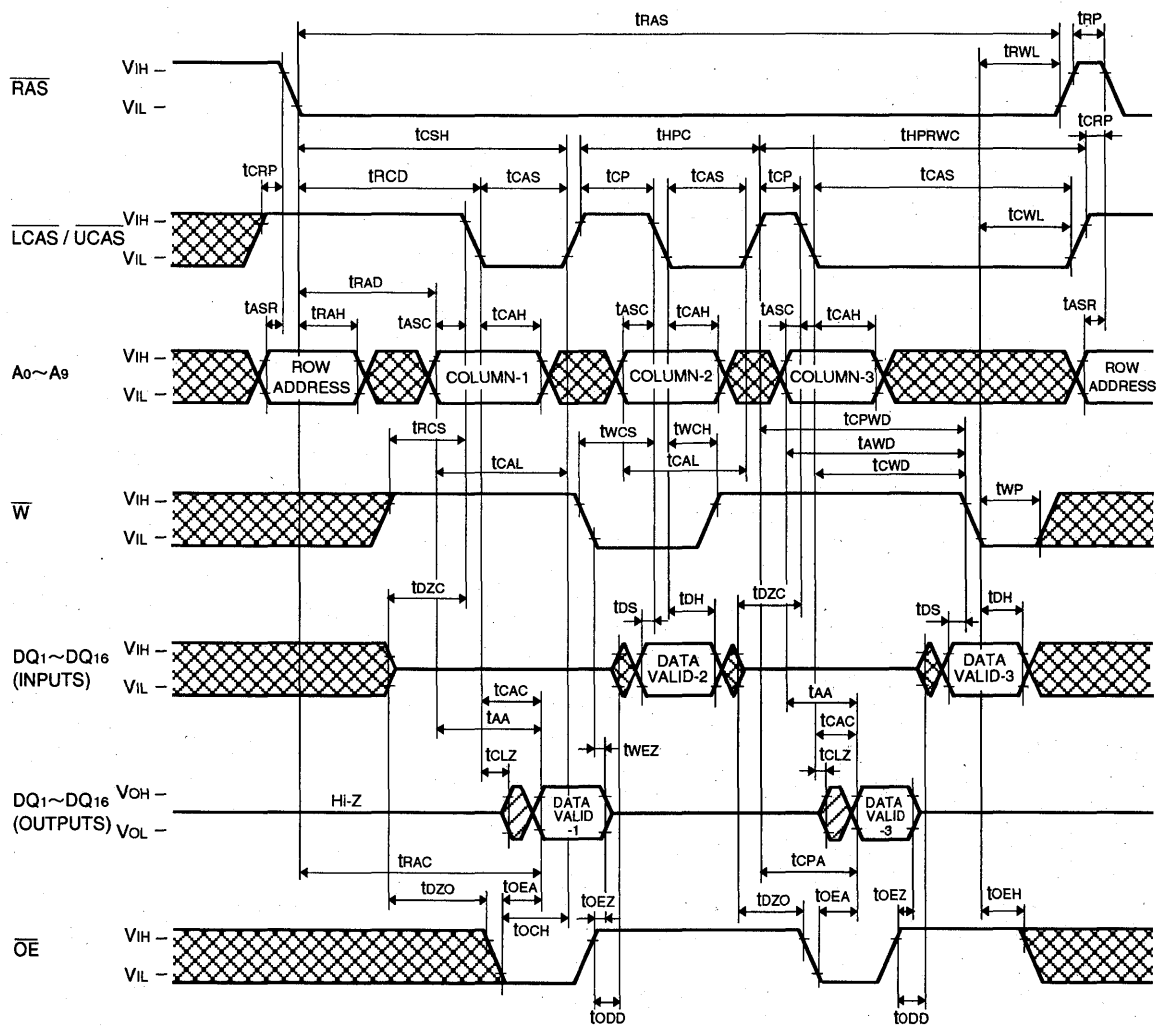 tRAS tRP
tRWL
RAS
VIH –
VIL –
tCRP
tCSH tHPC tHPRWC
tCRP tRCD tCAS tCP tCAS tCP tCAS
LCAS / UCAS
VIH –
VIL –
tCWL
tRAD
tASR tRAH tASC tCAH tASC tCAH tASC tCAH tASR
A0~A9
VIH –
VIL –
ROW ADDRESS
COLUMN-1
COLUMN-2
COLUMN-3
ROW ADDRESS
tCPWD
tRCS tWCS tWCH tAWD
tCAL tCAL tCWD
W
VIH –
VIL –
tWP
tDZC tDS tDH tDZC tDS tDH
DQ1~DQ16
(INPUTS)
VIH –
VIL –
DATA
VALID-2
DATA
VALID-3
tCAC tAA
tAA tCAC
tCLZ tWEZ tCLZ
DQ1~DQ16
(OUTPUTS)
VOH –
VOL –
Hi-Z
DATA
VALID
-1
DATA
VALID
-3
tRAC tCPA
tDZO tOEA tOEZ tDZO tOEA tOEZ tOEH
tOCH
OE
VIH –
VIL –
tODD tODD